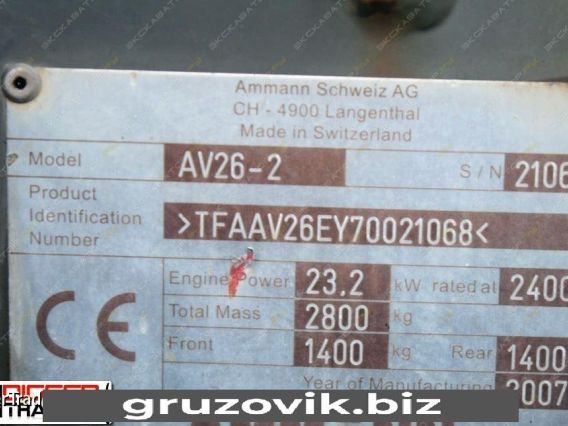 Ammann Schweiz AG
CH - 4900 Langenthal
Made in Switzerland
Model AV26-2 S / N 2106
Product
Identification >TFAAV26EY70021068<
Number
Engine Power 23.2 kW rated at 2400
Total Mass 2800 kg
Front 1400 kg Rear 1400
Year of Manufacturing 2007
CE
gruzovik.biz